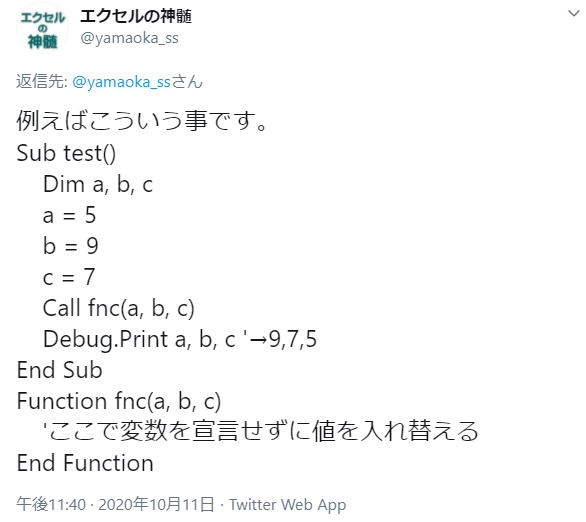 エクセル
の
神髄
エクセルの神髄
@yamaoka_ss
返信先: @yamaoka_ssさん
例えばこういう事です。
Sub test()
    Dim a, b, c
    a = 5
    b = 9
    c = 7
    Call fnc(a, b, c)
    Debug.Print a, b, c '→9,7,5
End Sub
Function fnc(a, b, c)
    'ここで変数を宣言せずに値を入れ替える
End Function
午後11:40 · 2020年10月11日 · Twitter Web App